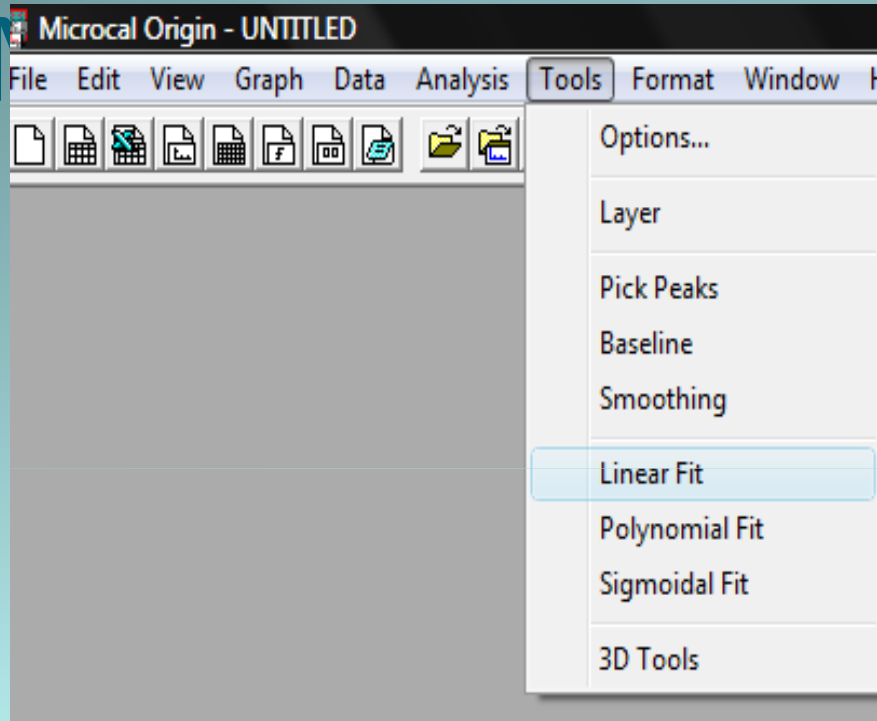 Microcal Origin - UNTITLED
File Edit View Graph Data Analysis Tools Format Window
Options...
Layer
Pick Peaks
Baseline
Smoothing
Linear Fit
Polynomial Fit
Sigmoidal Fit
3D Tools